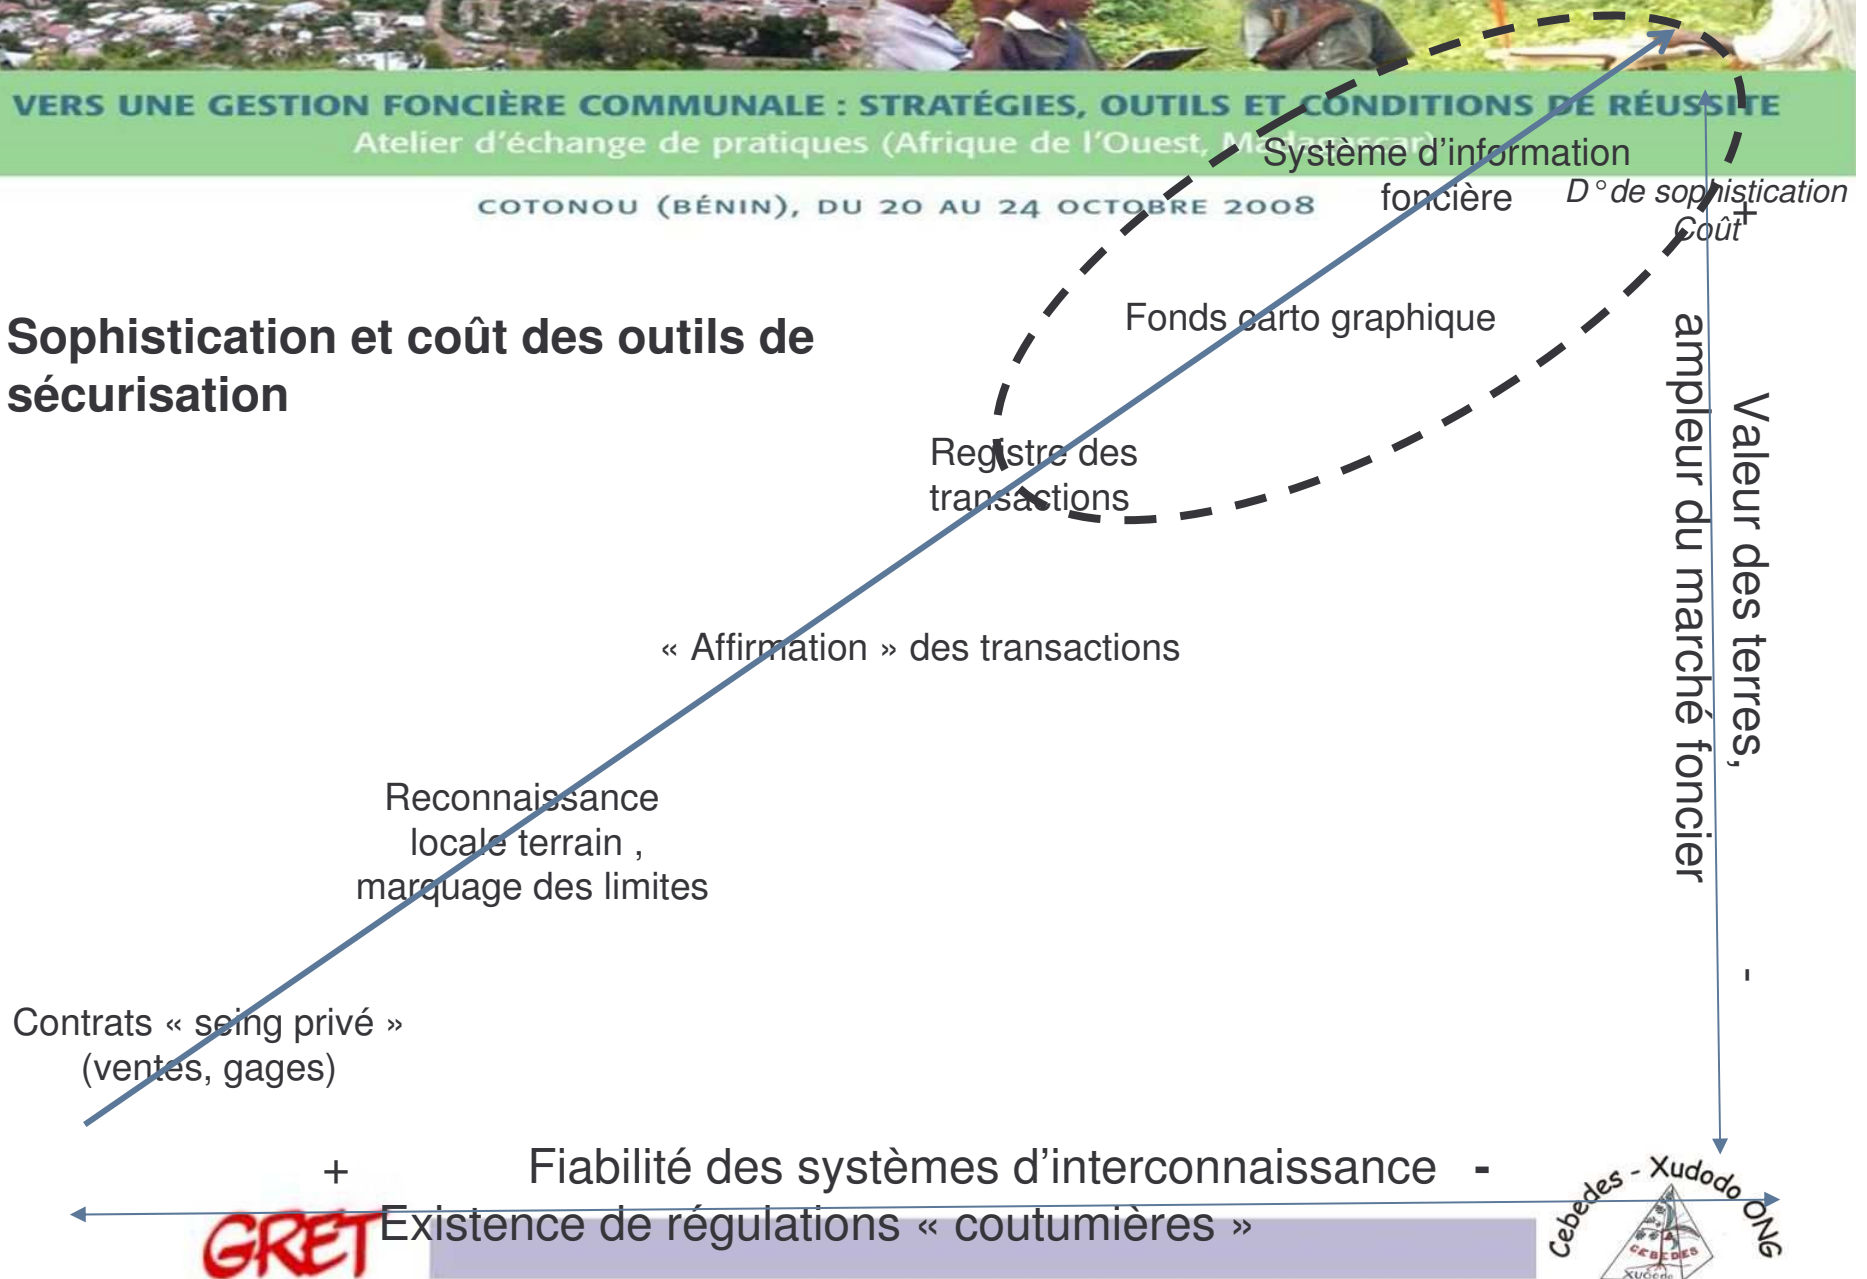 VERS UNE GESTION FONCIÈRE COMMUNALE : STRATÉGIES, OUTILS ET CONDITIONS DE RÉUSSITE
Atelier d'échange de pratiques (Afrique de l'Ouest, Madagascar)
COTONOU (BÉNIN), DU 20 AU 24 OCTOBRE 2008
Système d'information
foncière
D° de sophistication
Coût
+
Sophistication et coût des outils de
sécurisation
Fonds carto graphique
Registre des
transactions
« Affirmation » des transactions
Reconnaissance
locale terrain ,
marquage des limites
Contrats « seing privé »
(ventes, gages)
Valeur des terres,
ampleur du marché foncier
-
+ Fiabilité des systèmes d'interconnaissance -
Existence de régulations « coutumières »
GRET
Cebedes - Xudodo ONG
CEBEDES